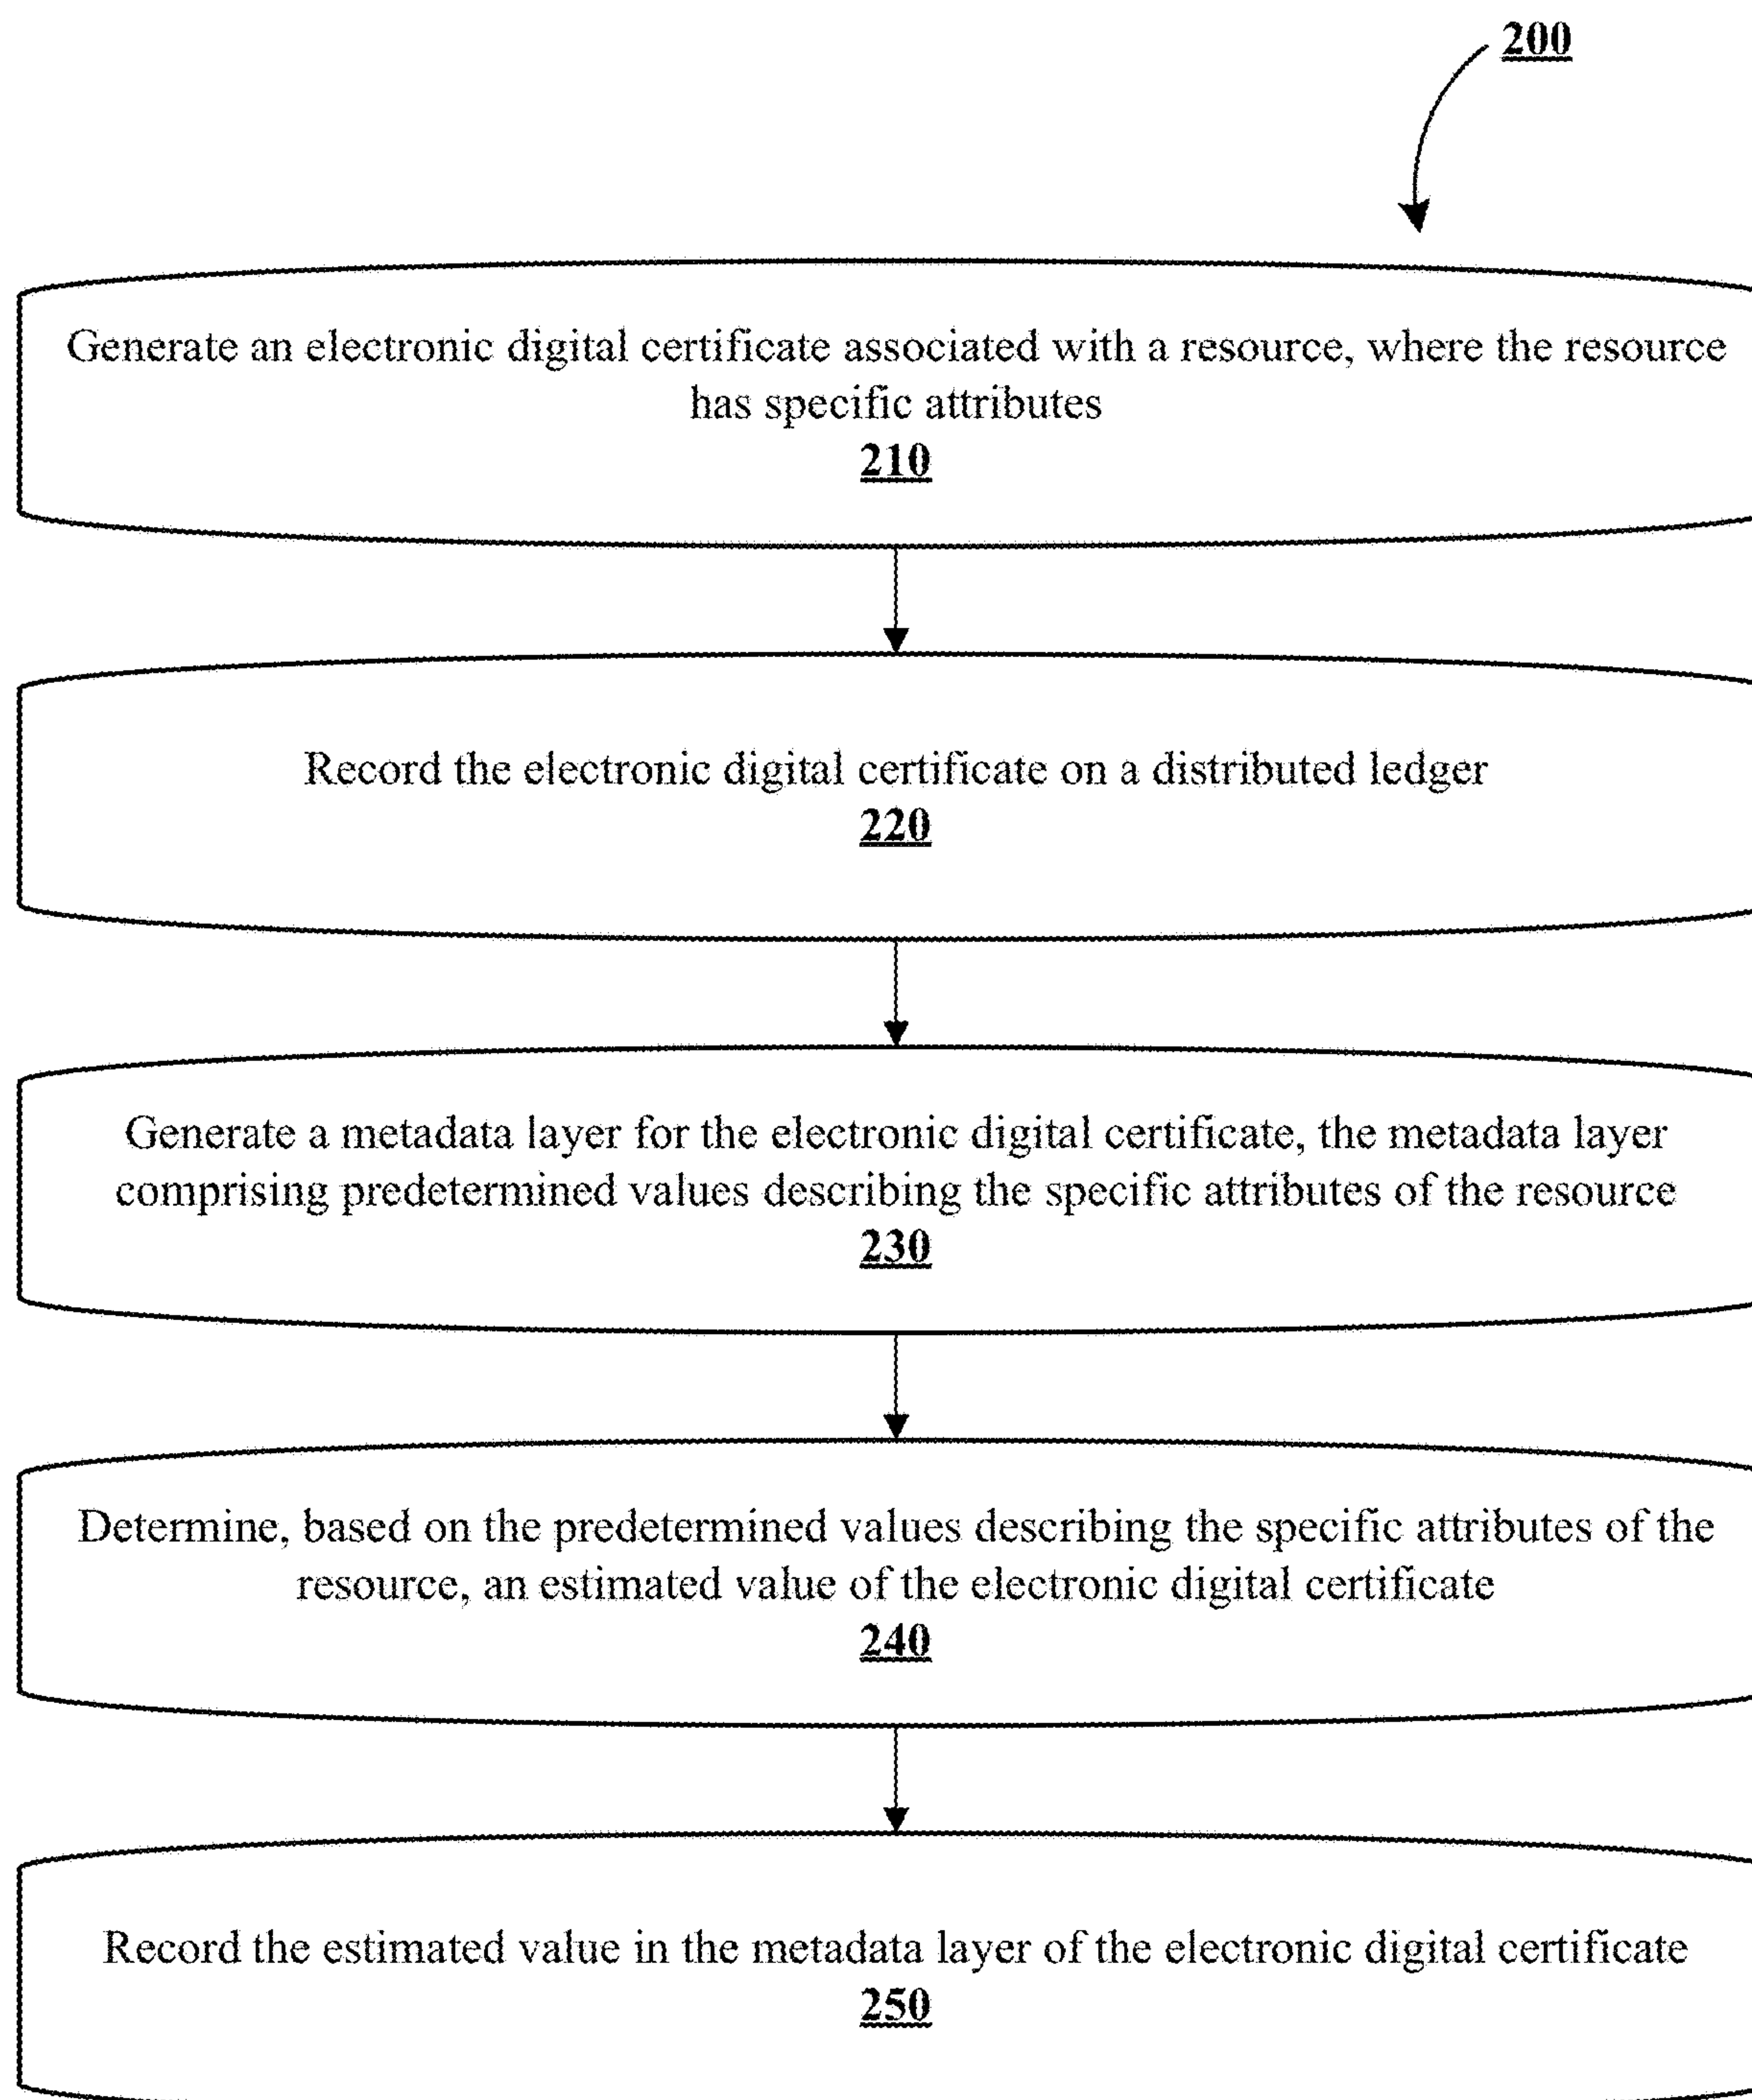 200
Generate an electronic digital certificate associated with a resource, where the resource
has specific attributes
210
Record the electronic digital certificate on a distributed ledger
220
Generate a metadata layer for the electronic digital certificate, the metadata layer
comprising predetermined values describing the specific attributes of the resource
230
Determine, based on the predetermined values describing the specific attributes of the
resource, an estimated value of the electronic digital certificate
240
Record the estimated value in the metadata layer of the electronic digital certificate
250